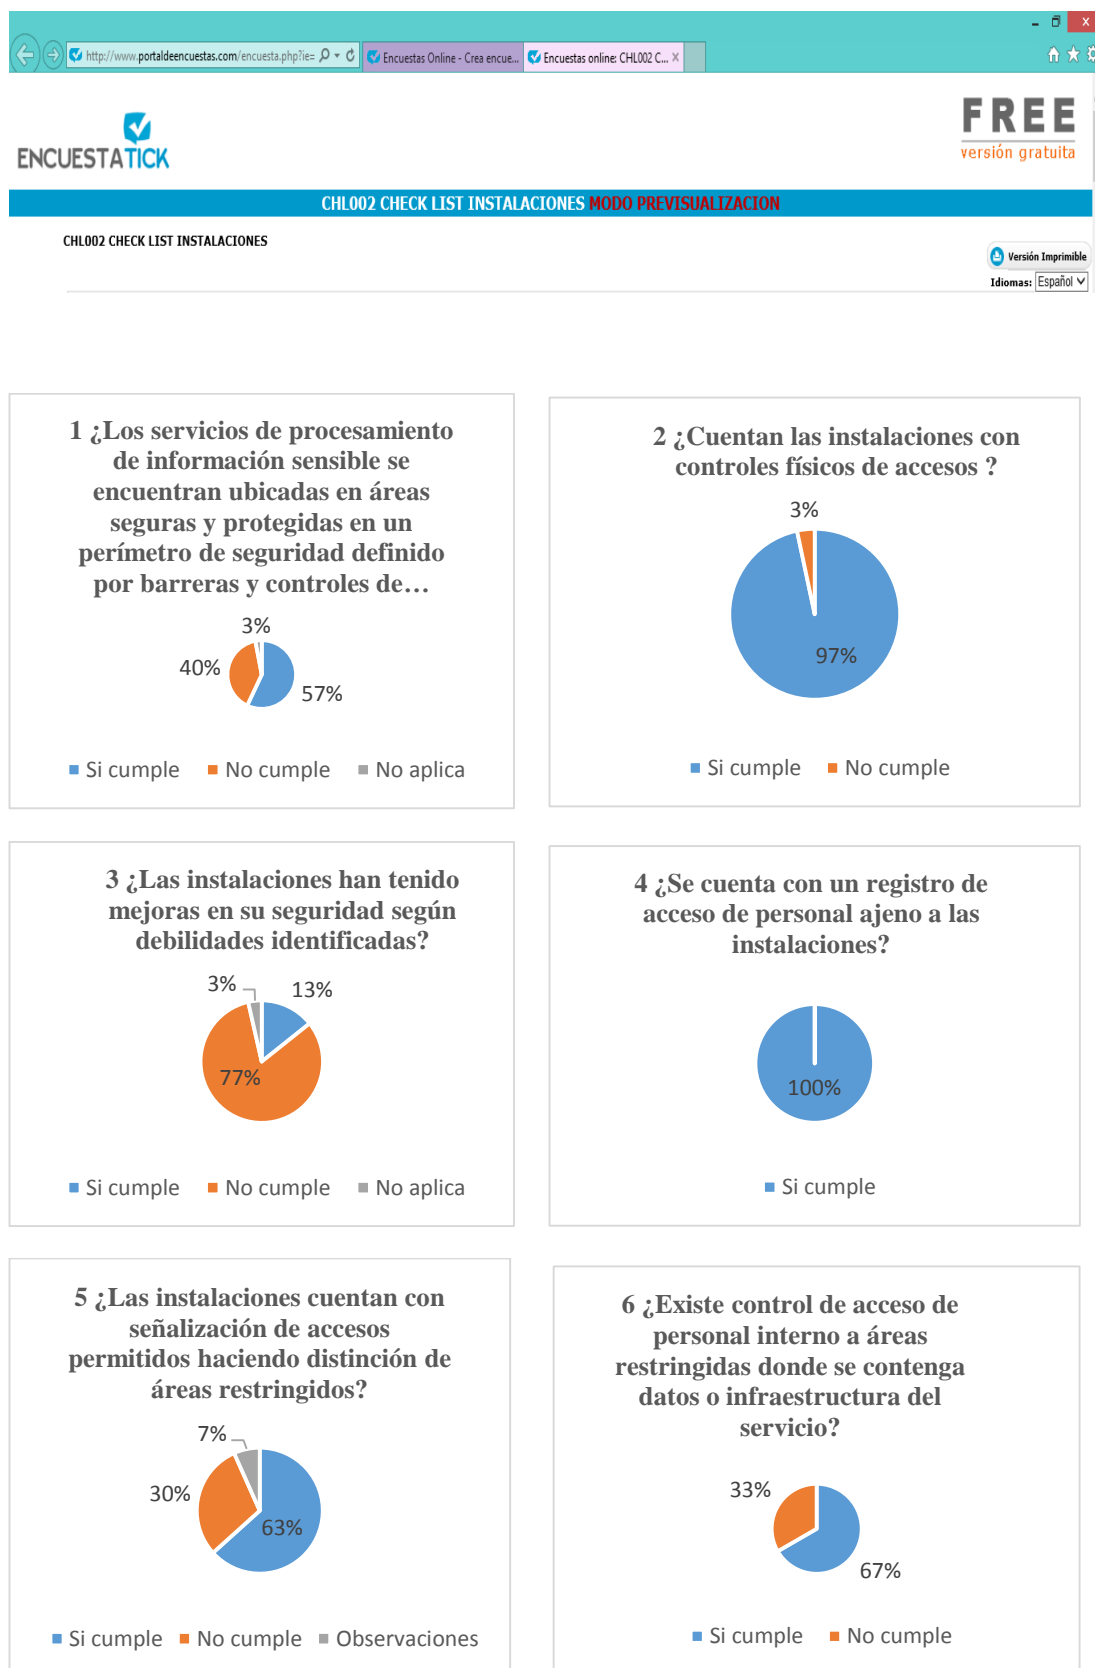 http://www.portaldeencuestas.com/encuesta.php?ie=
Encuestas Online - Crea encue...
Encuestas online: CHL002 C...
ENCUESTATICK
FREE
versión gratuita
CHL002 CHECK LIST INSTALACIONES MODO PREVISUALIZACION
CHL002 CHECK LIST INSTALACIONES
Versión Imprimible
Idiomas: Español
1 ¿Los servicios de procesamiento
de información sensible se
encuentran ubicadas en áreas
seguras y protegidas en un
perímetro de seguridad definido
por barreras y controles de…
3%
40%
57%
Si cumple No cumple No aplica
2 ¿Cuentan las instalaciones con
controles físicos de accesos ?
3%
97%
Si cumple No cumple
3 ¿Las instalaciones han tenido
mejoras en su seguridad según
debilidades identificadas?
3%
13%
77%
Si cumple No cumple No aplica
4 ¿Se cuenta con un registro de
acceso de personal ajeno a las
instalaciones?
100%
Si cumple
5 ¿Las instalaciones cuentan con
señalización de accesos
permitidos haciendo distinción de
áreas restringidos?
7%
30%
63%
Si cumple No cumple Observaciones
6 ¿Existe control de acceso de
personal interno a áreas
restringidas donde se contenga
datos o infraestructura del
servicio?
33%
67%
Si cumple No cumple